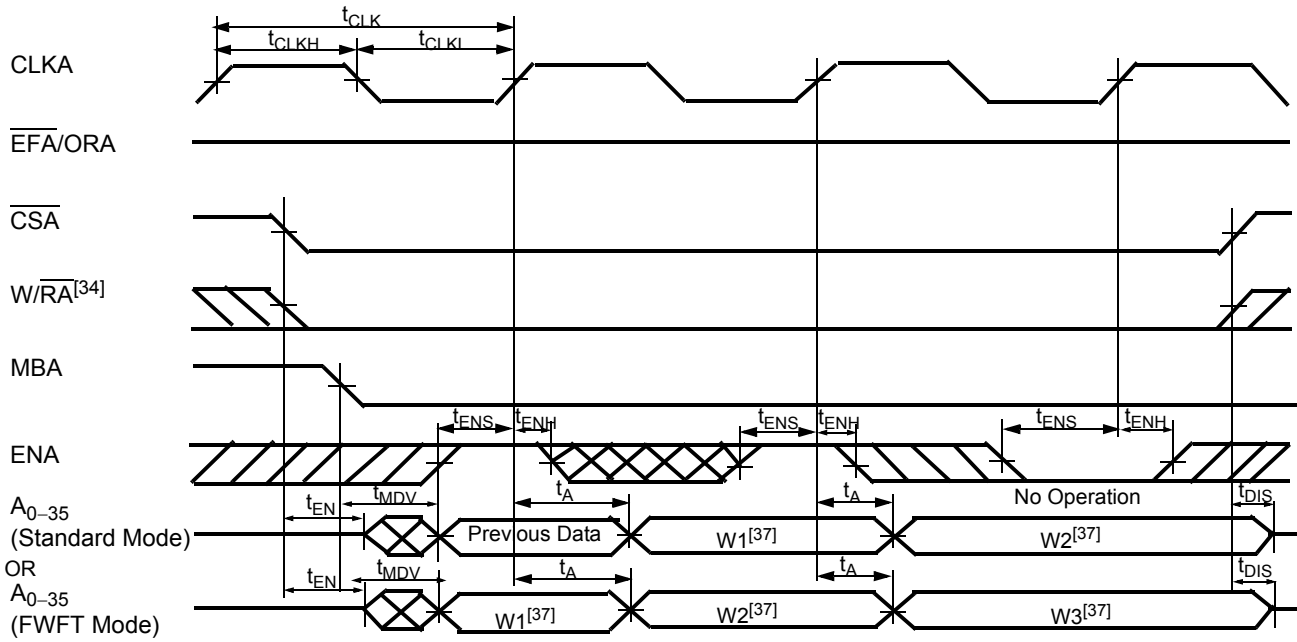 tCLK
tCLKH tCLKL
CLKA
EFA/ORA
CSA
W/RA[34]
MBA
tENS tENH tENS tENH tENS tENH
ENA
No Operation
tEN tMDV tA tA tDIS
A0–35
(Standard Mode)
Previous Data W1[37] W2[37]
OR
tEN tMDV tA tA tDIS
A0–35
(FWFT Mode)
W1[37] W2[37] W3[37]